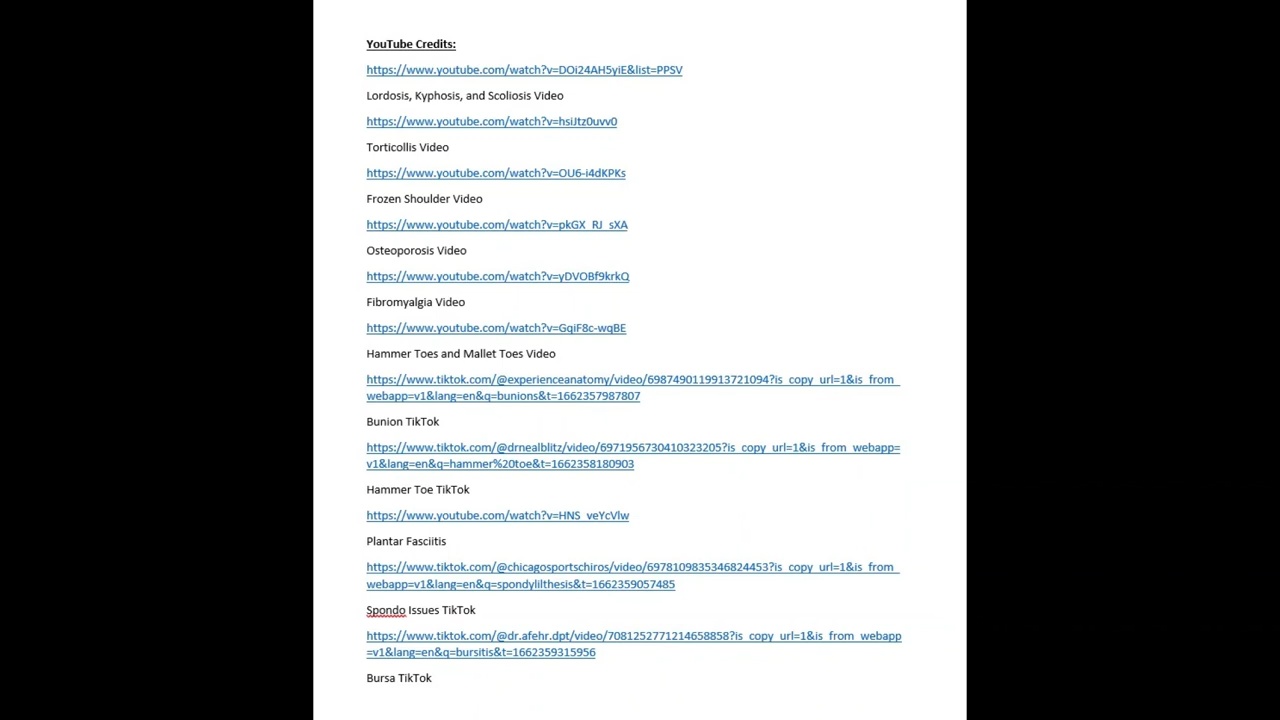 YouTube Credits:
https://www.youtube.com/watch?v=DOi24AH5yiE&list=PPSV
Lordosis, Kyphosis, and Scoliosis Video
https://www.youtube.com/watch?v=hsiJtz0uvv0
Torticollis Video
https://www.youtube.com/watch?v=OU6-i4dKPKs
Frozen Shoulder Video
https://www.youtube.com/watch?v=pkGX_RJ_sXA
Osteoporosis Video
https://www.youtube.com/watch?v=yDVOBf9krkQ
Fibromyalgia Video
https://www.youtube.com/watch?v=GqiF8c-wqBE
Hammer Toes and Mallet Toes Video
https://www.tiktok.com/@experienceanatomy/video/6987490119913721094?is_copy_url=1&is_from_
webapp=v1&lang=en&q=bunions&t=1662357987807
Bunion TikTok
https://www.tiktok.com/@drnealblitz/video/6971956730410323205?is_copy_url=1&is_from_webapp=
v1&lang=en&q=hammer%20toe&t=1662358180903
Hammer Toe TikTok
https://www.youtube.com/watch?v=HNS_veYcVlw
Plantar Fasciitis
https://www.tiktok.com/@chicagosportschiros/video/6978109835346824453?is_copy_url=1&is_from_
webapp=v1&lang=en&q=spondylilthesis&t=1662359057485
Spondo Issues TikTok
https://www.tiktok.com/@dr.afehr.dpt/video/7081252771214658858?is_copy_url=1&is_from_webapp
=v1&lang=en&q=bursitis&t=1662359315956
Bursa TikTok